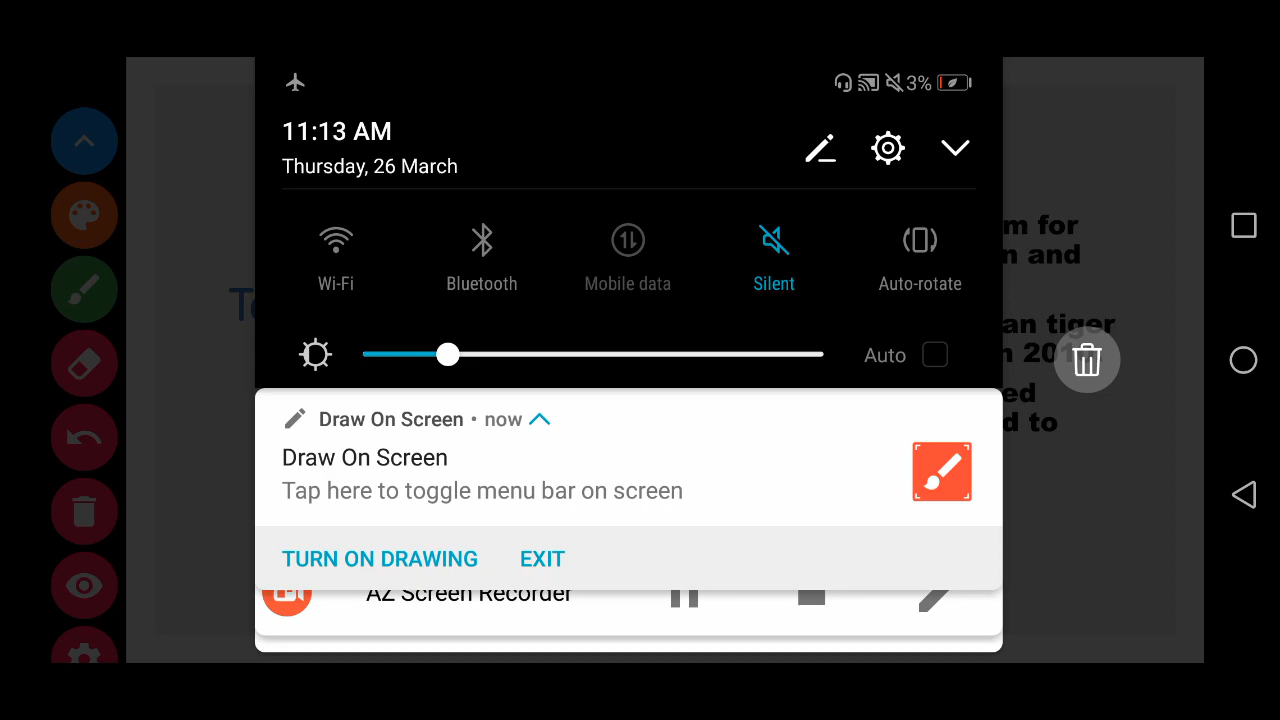 3%
11:13 AM
Thursday, 26 March
Wi-Fi
Bluetooth
Mobile data
Silent
Auto-rotate
Auto
Draw On Screen • now
Draw On Screen
Tap here to toggle menu bar on screen
TURN ON DRAWING EXIT
AZ Screen Recorder
for
and
tiger
to